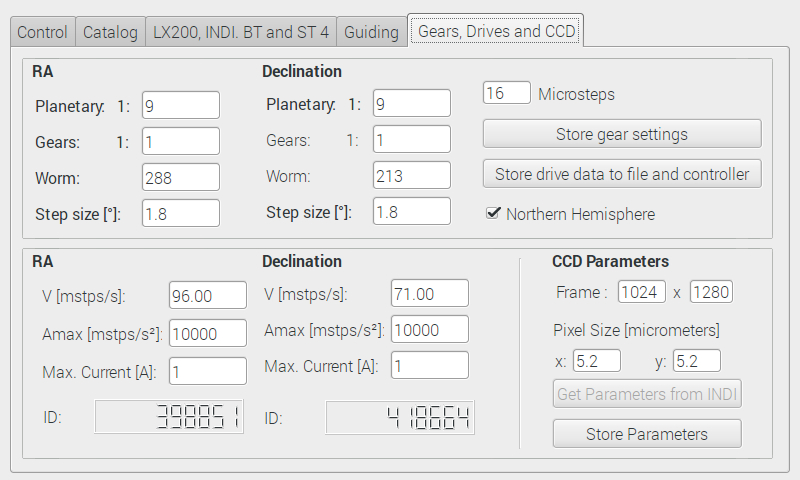 Control Catalog LX200, INDI. BT and ST 4 Guiding Gears, Drives and CCD
RA
Planetary: 1: 9
Gears: 1: 1
Worm: 288
Step size [°]: 1.8
Declination
Planetary: 1: 9
Gears: 1: 1
Worm: 213
Step size [°]: 1.8
16 Microsteps
Store gear settings
Store drive data to file and controller
Northern Hemisphere
RA
V [mstps/s]: 96.00
Amax [mstps/s²]: 10000
Max. Current [A]: 1
ID: 398851
Declination
V [mstps/s]: 71.00
Amax [mstps/s²]: 10000
Max. Current [A]: 1
ID: 418664
CCD Parameters
Frame : 1024 x 1280
Pixel Size [micrometers]
x: 5.2 y: 5.2
Get Parameters from INDI
Store Parameters